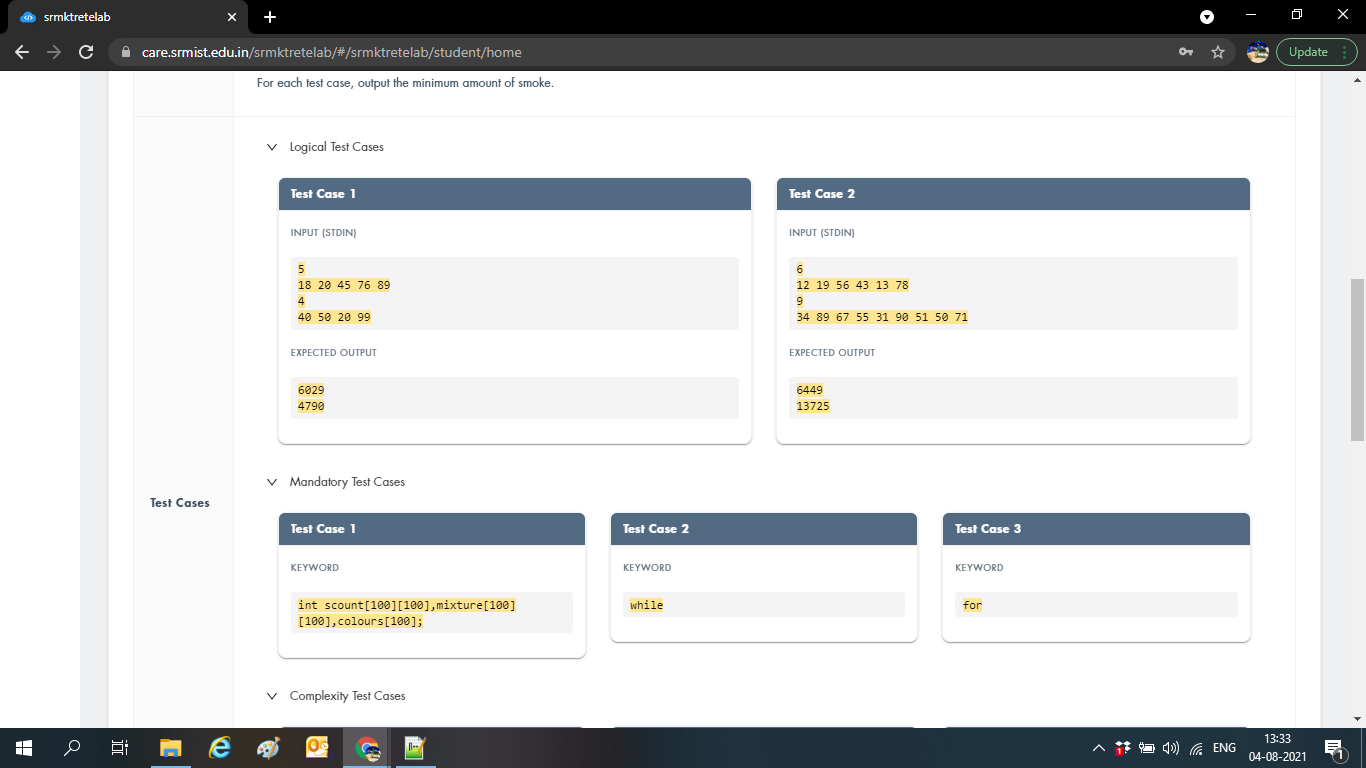 srmktretelab
care.srmist.edu.in/srmktretelab/#/srmktretelab/student/home
Update
For each test case, output the minimum amount of smoke.
Test Cases
Logical Test Cases
Test Case 1
INPUT (STDIN)
5
18 20 45 76 89
4
40 50 20 99
EXPECTED OUTPUT
6029
4790
Test Case 2
INPUT (STDIN)
6
12 19 56 43 13 78
9
34 89 67 55 31 90 51 50 71
EXPECTED OUTPUT
6449
13725
Mandatory Test Cases
Test Case 1
KEYWORD
int scount[100][100],mixture[100]
[100],colours[100];
Test Case 2
KEYWORD
while
Test Case 3
KEYWORD
for
Complexity Test Cases
ENG
13:33
04-08-2021
1
1